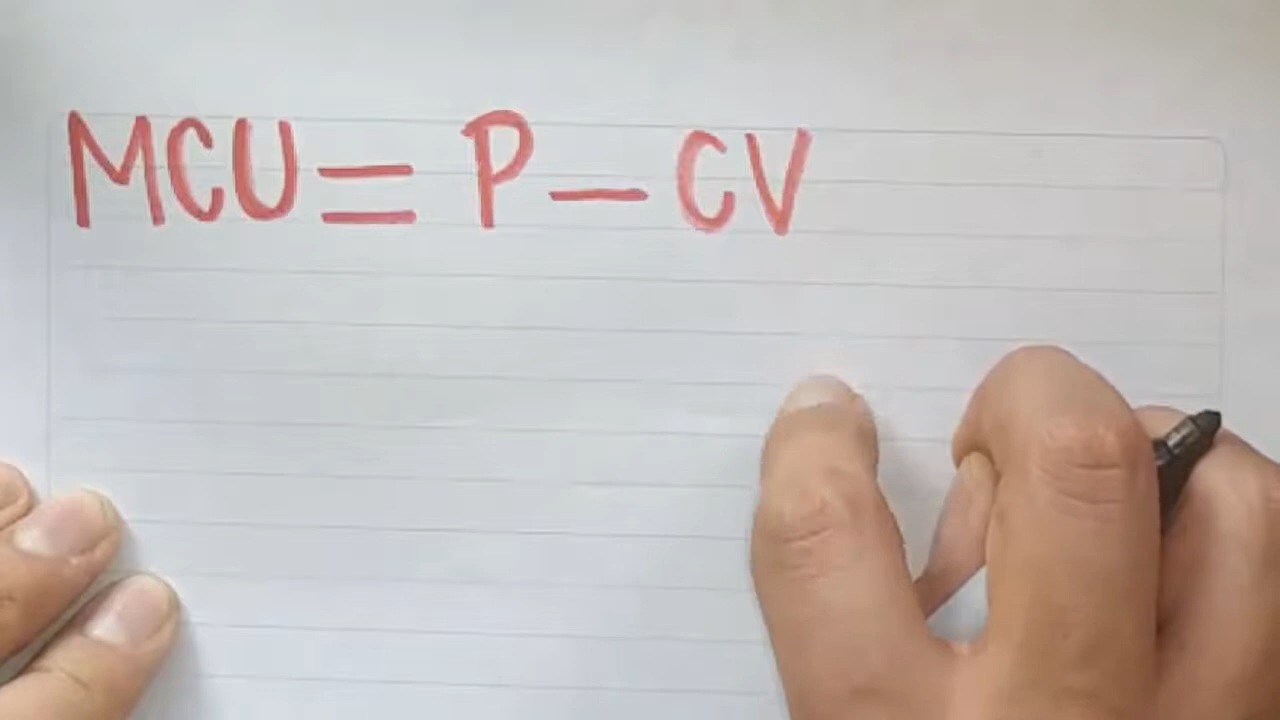 MCU = P - CV